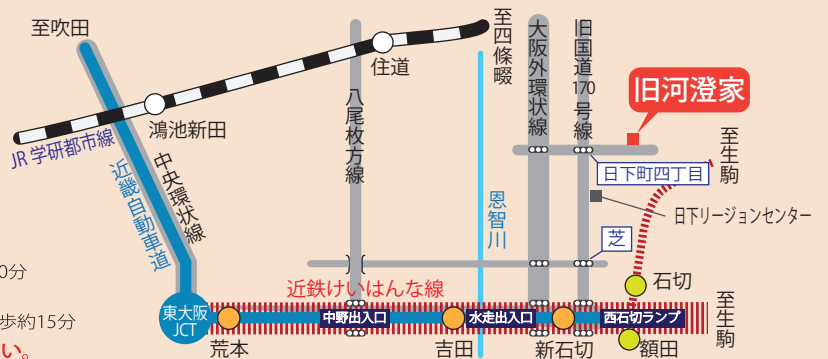 至吹田
至四條畷
大阪外環状線
旧国道170号線
住道
八尾枚方線
旧河澄家
鴻池新田
JR 学研都市線
中央環状線
近畿自動車道
至生駒
日下町四丁目
日下リージョンセンター
恩智川
芝
0分
近鉄けいはんな線
石切
歩約15分
東大阪
JCT
中野出入口
水走出入口
西石切ランプ
至生駒
い。
荒本
吉田
新石切
額田